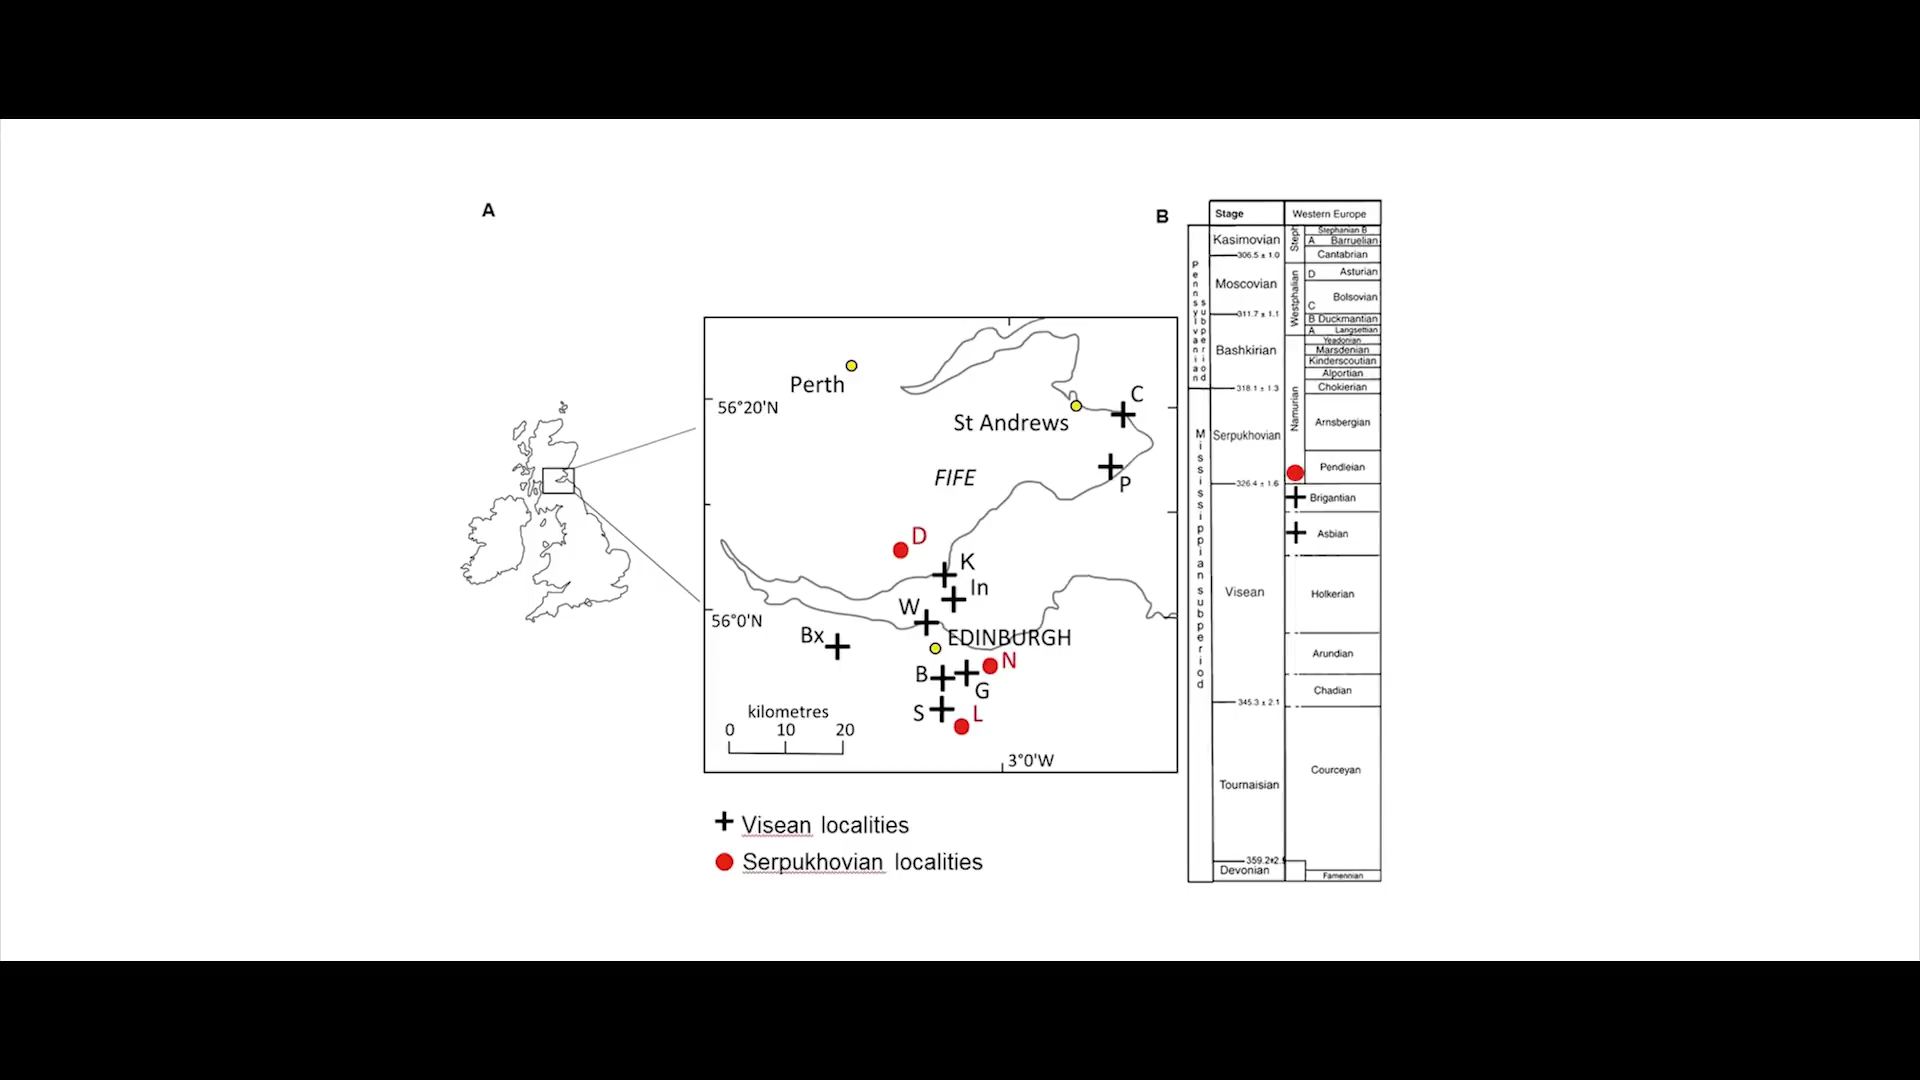 A
Perth
56°20'N
St Andrews
C
FIFE
P
D
K
In
W
56°0'N
Bx
EDINBURGH
N
B
G
S
L
kilometres
0 10 20
3°0'W
Visean localities
Serpukhovian localities
B
Stage Western Europe
Pennsylvanian subperiod
Mississippian subperiod
Kasimovian
306.5 ± 1.0
Moscovian
311.7 ± 1.1
Bashkirian
318.1 ± 1.3
Serpukhovian
326.4 ± 1.6
Visean
345.3 ± 2.1
Tournaisian
359.2±2.5
Devonian
Steph
Westphalian
Namurian
Stephanian B
A Barruelian
Cantabrian
D Asturian
Bolsovian
C
B Duckmantian
A Langsettian
Yeadonian
Marsdenian
Kinderscoutian
Alportian
Chokierian
Arnsbergian
Pendleian
Brigantian
Asbian
Holkerian
Arundian
Chadian
Courceyan
Famennian